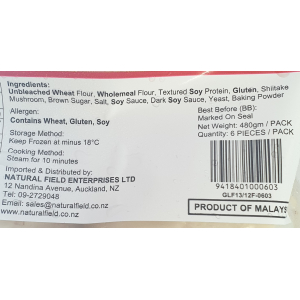 Ingredients:
Unbleached Wheat Flour, Wholemeal Flour, Textured Soy Protein, Gluten, Shiitake
Mushroom, Brown Sugar, Salt, Soy Sauce, Dark Soy Sauce, Yeast, Baking Powder
Allergen:
Contains Wheat, Gluten, Soy
Storage Method:
Keep Frozen at minus 18°C
Cooking Method:
Steam for 10 minutes
Imported & Distributed by:
NATURAL FIELD ENTERPRISES LTD
12 Nandina Avenue, Auckland, NZ
Tel: 09-2729048
Email: sales@naturalfield.co.nz
www.naturalfield.co.nz
Best Before (BB):
Marked On Seal
Net Weight: 480gm / PACK
Quantity: 6 PIECES / PACK
9418401000603
GLF13/12F-0603
PRODUCT OF MALAYS